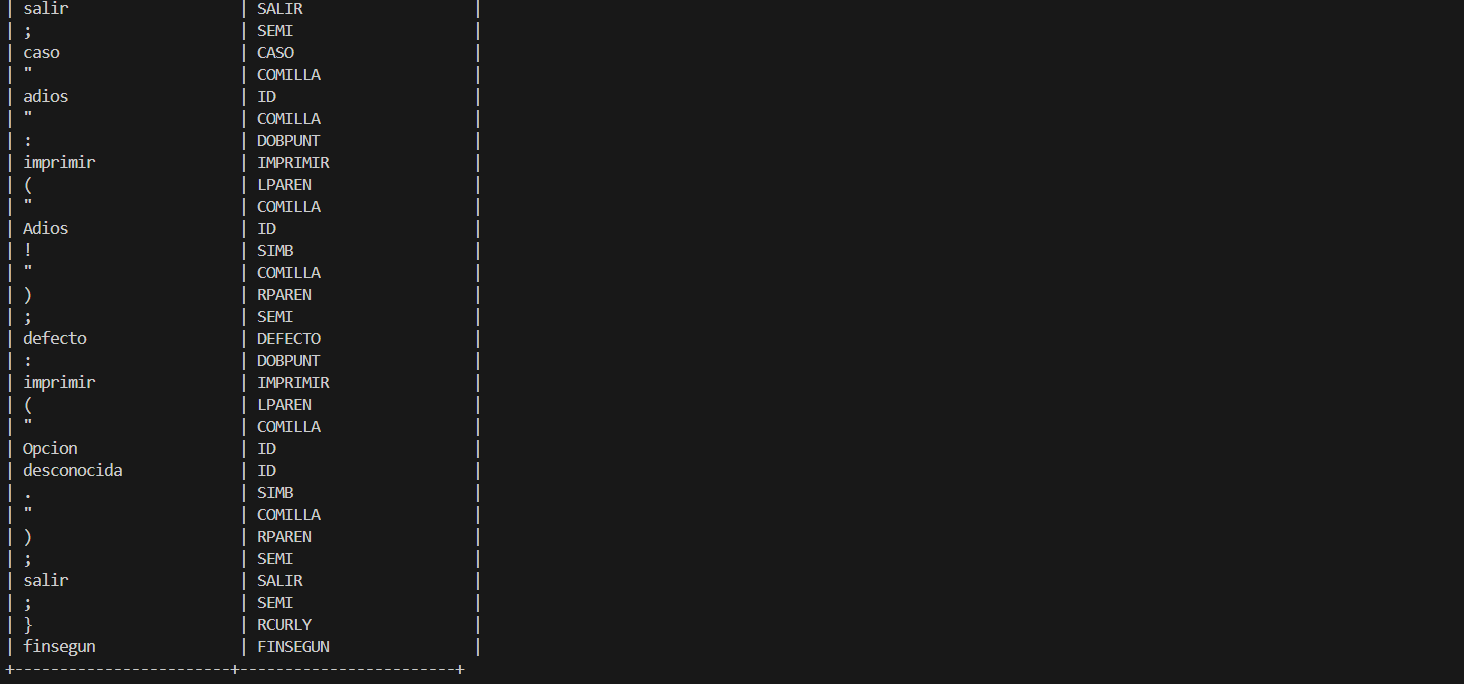 | salir | SALIR |
| ; | SEMI |
| caso | CASO |
| " | COMILLA |
| adios | ID |
| " | COMILLA |
| : | DOBPUNT |
| imprimir | IMPRIMIR |
| ( | LPAREN |
| " | COMILLA |
| Adios | ID |
| ! | SIMB |
| " | COMILLA |
| ) | RPAREN |
| ; | SEMI |
| defecto | DEFECTO |
| : | DOBPUNT |
| imprimir | IMPRIMIR |
| ( | LPAREN |
| " | COMILLA |
| Opcion | ID |
| desconocida | ID |
| . | SIMB |
| " | COMILLA |
| ) | RPAREN |
| ; | SEMI |
| salir | SALIR |
| ; | SEMI |
| } | RCURLY |
| finsegun | FINSEGUN |
+------------------------+------------------------+